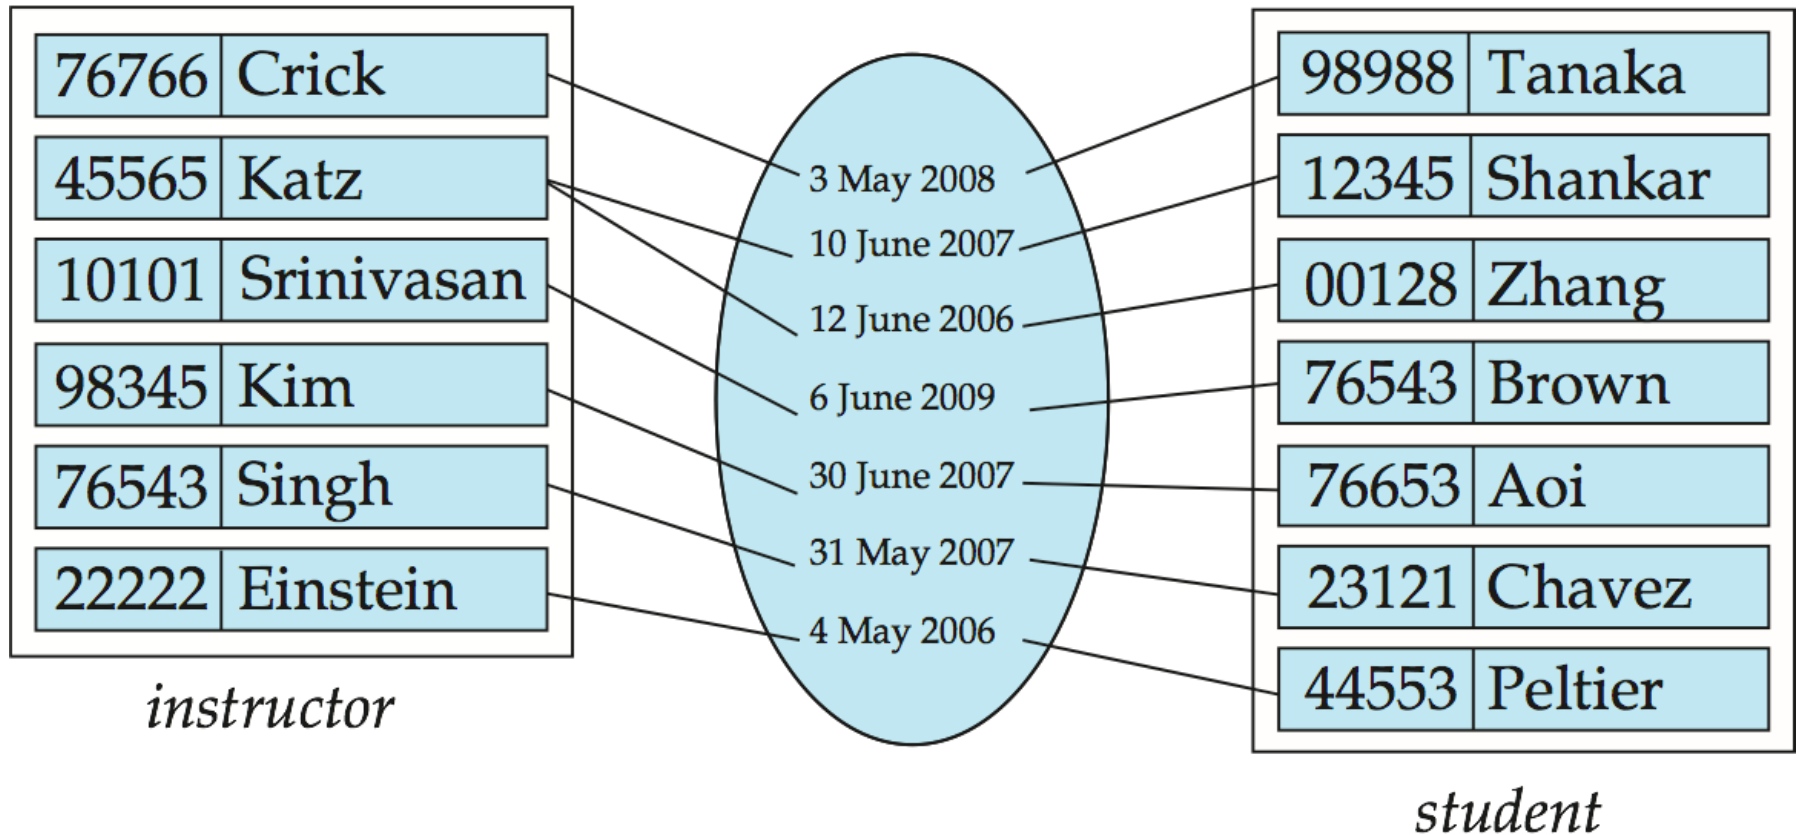 76766 Crick
45565 Katz
10101 Srinivasan
98345 Kim
76543 Singh
22222 Einstein
instructor
3 May 2008
10 June 2007
12 June 2006
6 June 2009
30 June 2007
31 May 2007
4 May 2006
98988 Tanaka
12345 Shankar
00128 Zhang
76543 Brown
76653 Aoi
23121 Chavez
44553 Peltier
student